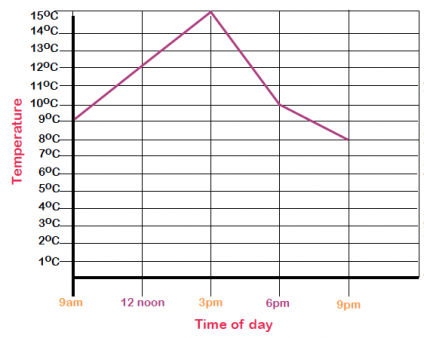 15ºC
14ºC
13ºC
12ºC
11ºC
10ºC
9ºC
8ºC
7ºC
6ºC
5ºC
4ºC
3ºC
2ºC
1ºC
Temperature
9am 12 noon 3pm 6pm 9pm
Time of day